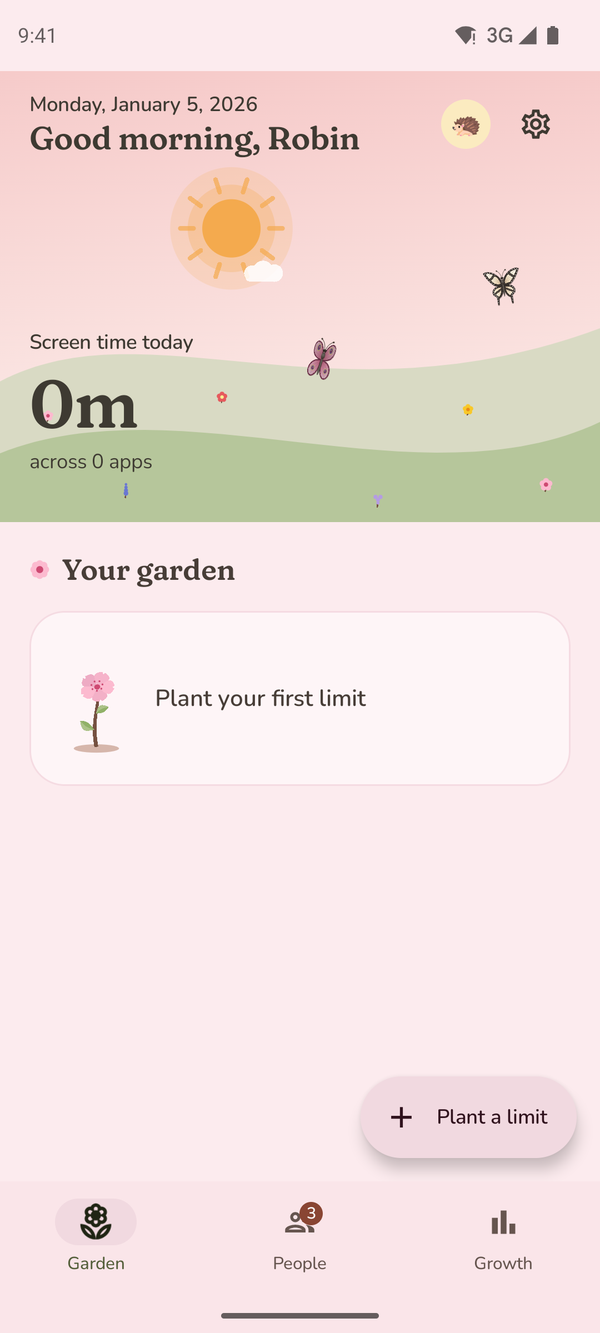 9:41
3G
Monday, January 5, 2026
Good morning, Robin
Screen time today
0m
across 0 apps
Your garden
Plant your first limit
Plant a limit
3
Garden
People
Growth